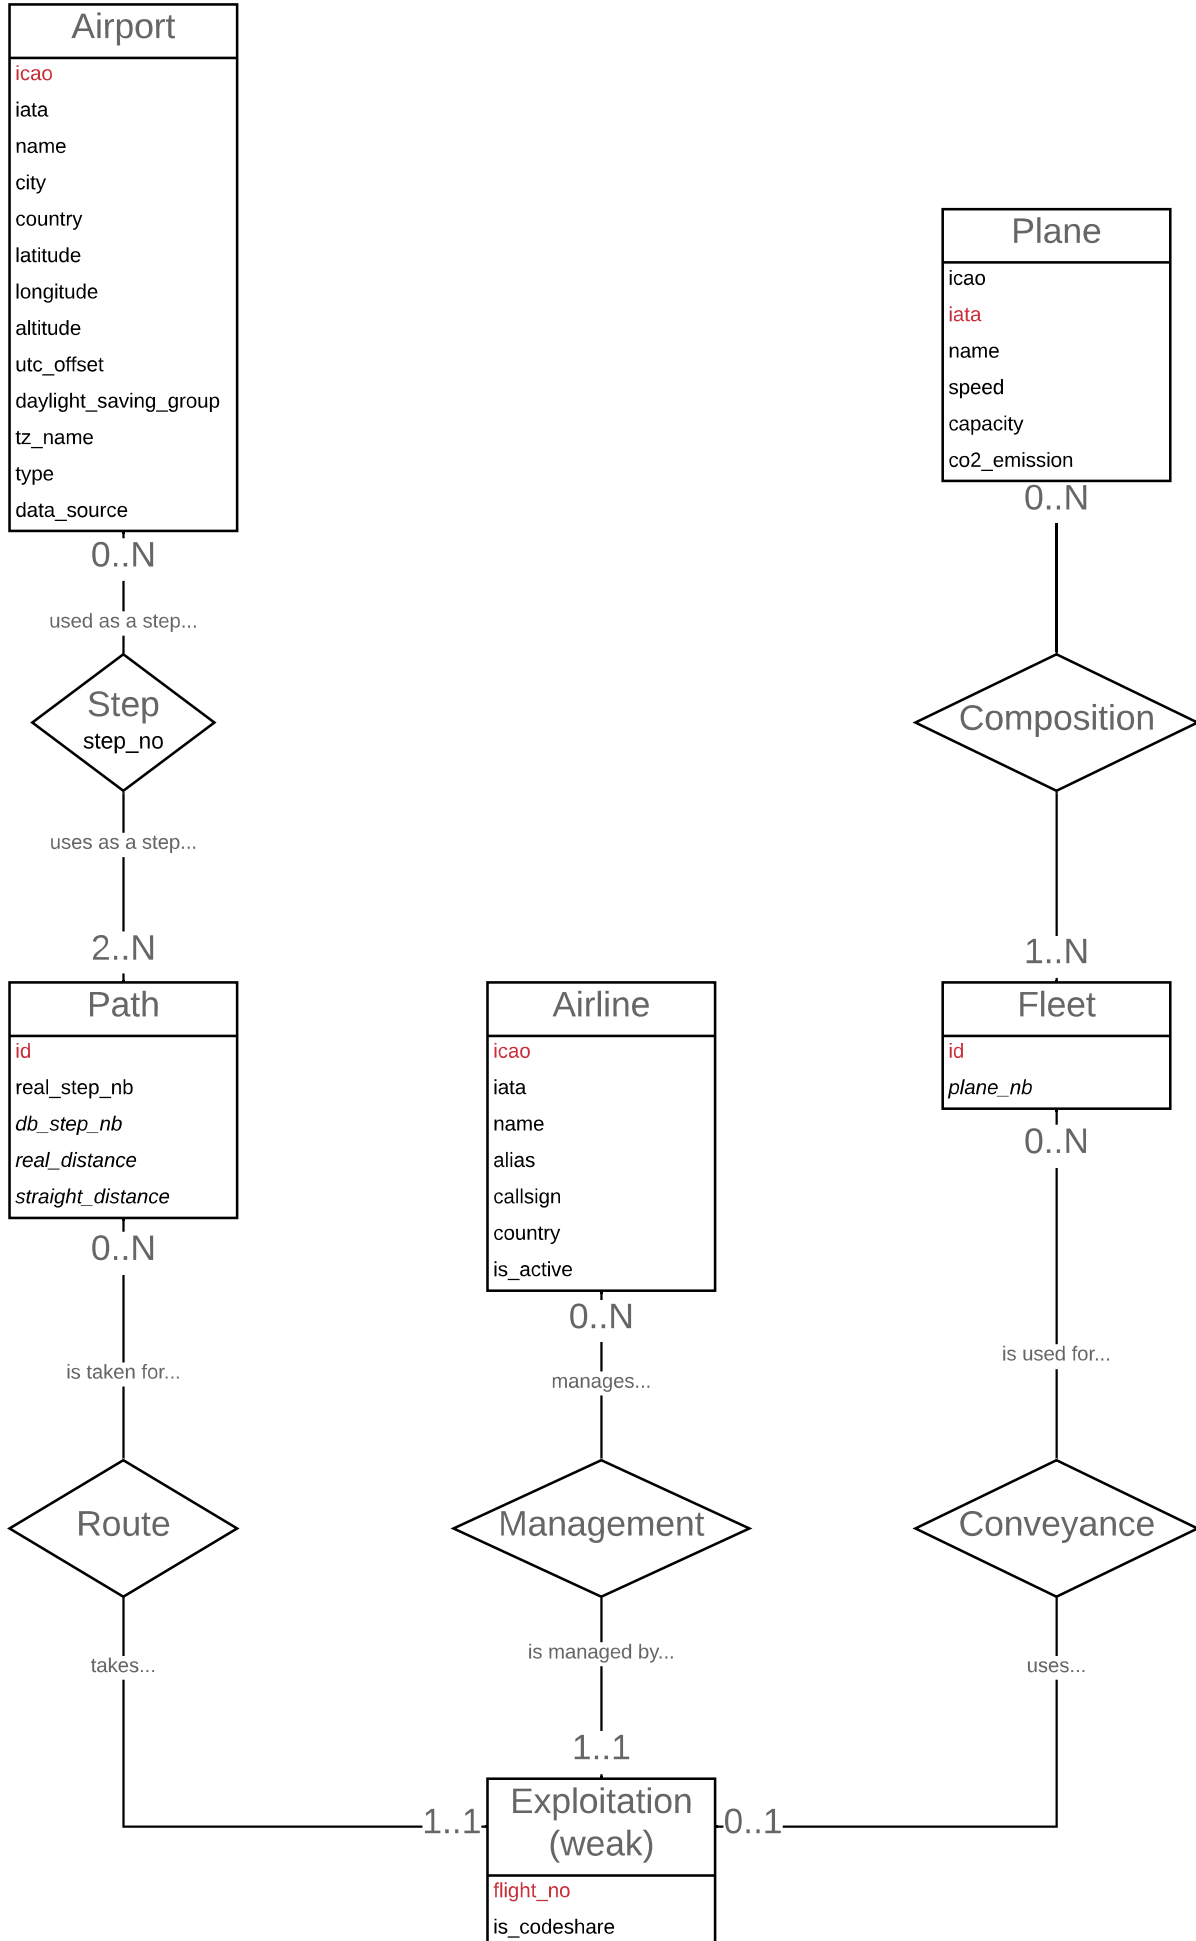 Airport
icao
iata
name
city
country
latitude
longitude
altitude
utc_offset
daylight_saving_group
tz_name
type
data_source
0..N
used as a step...
Step
step_no
uses as a step...
2..N
Path
id
real_step_nb
db_step_nb
real_distance
straight_distance
0..N
is taken for...
Route
takes...
1..1
Airline
icao
iata
name
alias
callsign
country
is_active
0..N
manages...
Management
is managed by...
1..1
Exploitation
(weak)
flight_no
is_codeshare
Plane
icao
iata
name
speed
capacity
co2_emission
0..N
Composition
1..N
Fleet
id
plane_nb
0..N
is used for...
Conveyance
uses...
0..1